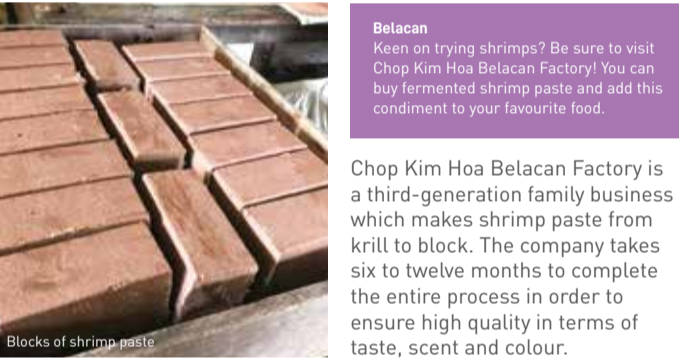 Belacan
Keen on trying shrimps? Be sure to visit
Chop Kim Hoa Belacan Factory! You can
buy fermented shrimp paste and add this
condiment to your favourite food.
Chop Kim Hoa Belacan Factory is
a third-generation family business
which makes shrimp paste from
krill to block. The company takes
six to twelve months to complete
the entire process in order to
ensure high quality in terms of
taste, scent and colour.
Blocks of shrimp paste